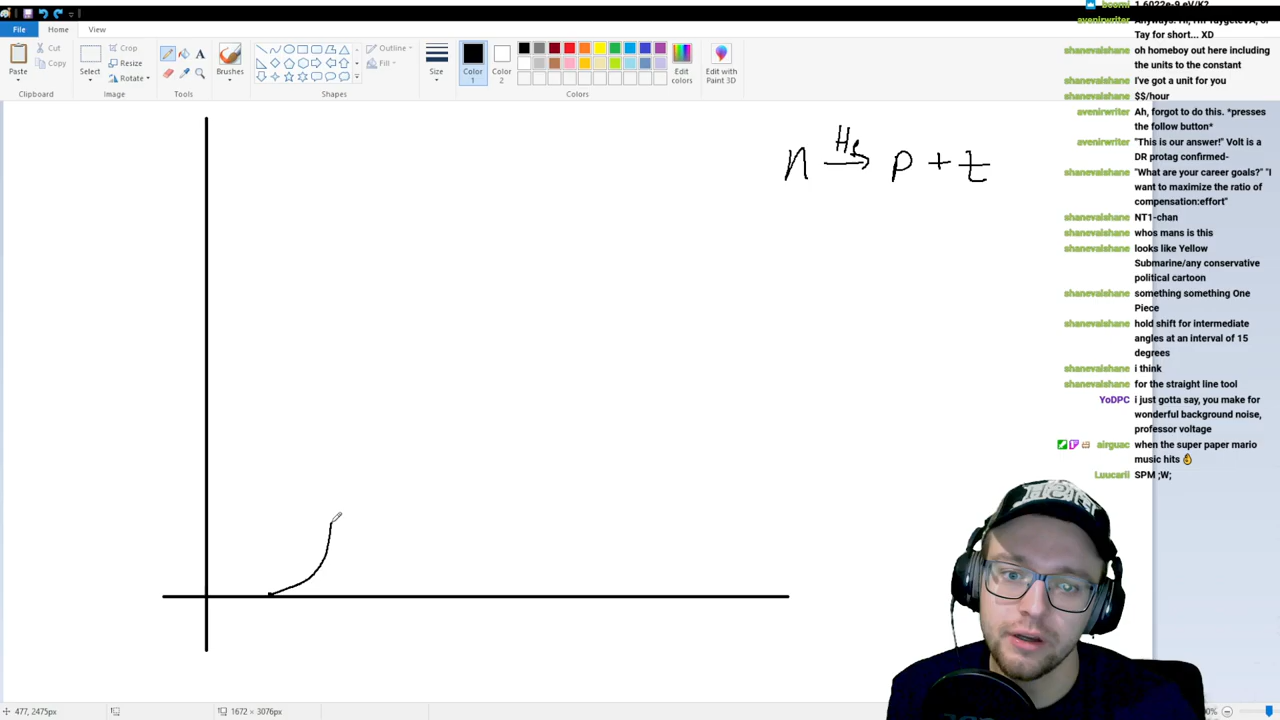 File
Home
View
Paste
Cut
Copy
Clipboard
Select
Crop
Resize
Rotate
Image
Tools
Brushes
Outline
Fill
Shapes
Size
Color
1
Color
2
Edit
colors
Colors
Edit with
Paint 3D
n He → p + t
boomi 1.6022e-9 eV/K?
avenirwriter
Tay for short... XD
shanevalshane oh homeboy out here including
the units to the constant
shanevalshane I've got a unit for you
shanevalshane $$/hour
avenirwriter Ah, forgot to do this. *presses
the follow button*
avenirwriter "This is our answer!" Volt is a
DR protag confirmed-
shanevalshane "What are your career goals?" "I
want to maximize the ratio of
compensation:effort"
shanevalshane NT1-chan
shanevalshane whos mans is this
shanevalshane looks like Yellow
Submarine/any conservative
political cartoon
shanevalshane something something One
Piece
shanevalshane hold shift for intermediate
angles at an interval of 15
degrees
shanevalshane i think
shanevalshane for the straight line tool
YoDPC i just gotta say, you make for
wonderful background noise,
professor voltage
airguac when the super paper mario
music hits 👌
Luucarii SPM ;W;
477, 2475px
1672 × 3076px